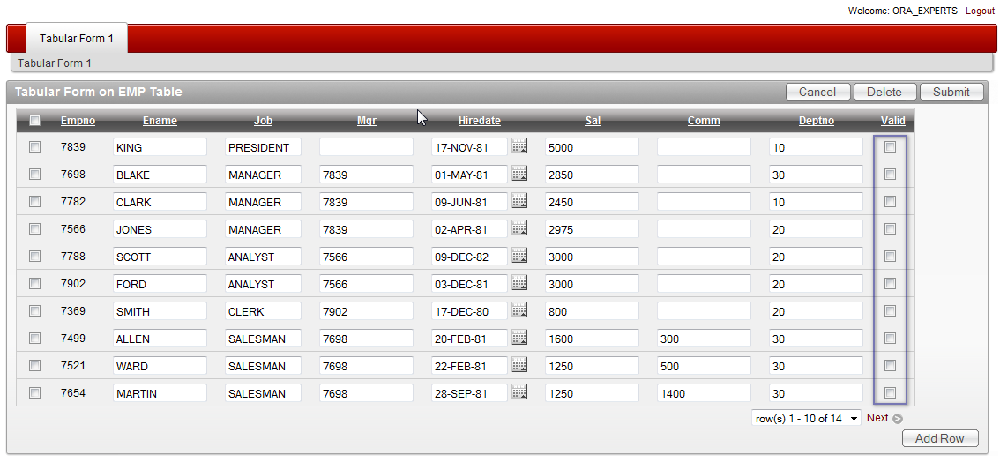 Welcome: ORA_EXPERTS Logout
Tabular Form 1
Tabular Form 1
Tabular Form on EMP Table Cancel Delete Submit
Empno Ename Job Mgr Hiredate Sal Comm Deptno Valid
7839 KING PRESIDENT 17-NOV-81 5000 10
7698 BLAKE MANAGER 7839 01-MAY-81 2850 30
7782 CLARK MANAGER 7839 09-JUN-81 2450 10
7566 JONES MANAGER 7839 02-APR-81 2975 20
7788 SCOTT ANALYST 7566 09-DEC-82 3000 20
7902 FORD ANALYST 7566 03-DEC-81 3000 20
7369 SMITH CLERK 7902 17-DEC-80 800 20
7499 ALLEN SALESMAN 7698 20-FEB-81 1600 300 30
7521 WARD SALESMAN 7698 22-FEB-81 1250 500 30
7654 MARTIN SALESMAN 7698 28-SEP-81 1250 1400 30
row(s) 1 - 10 of 14 Next
Add Row